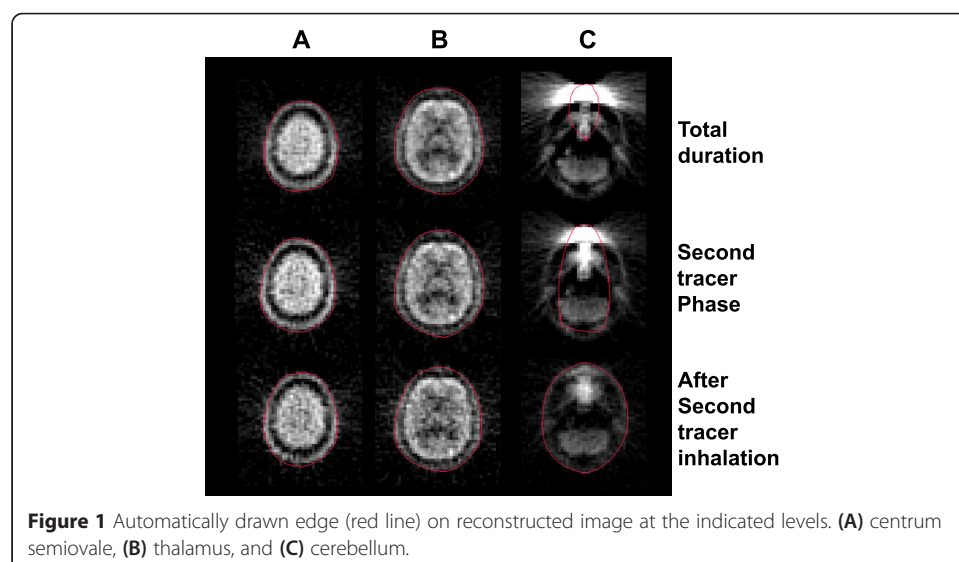 A B C
Total
duration
Second
tracer
Phase
After
Second
tracer
inhalation
Figure 1 Automatically drawn edge (red line) on reconstructed image at the indicated levels. (A) centrum
semiovale, (B) thalamus, and (C) cerebellum.